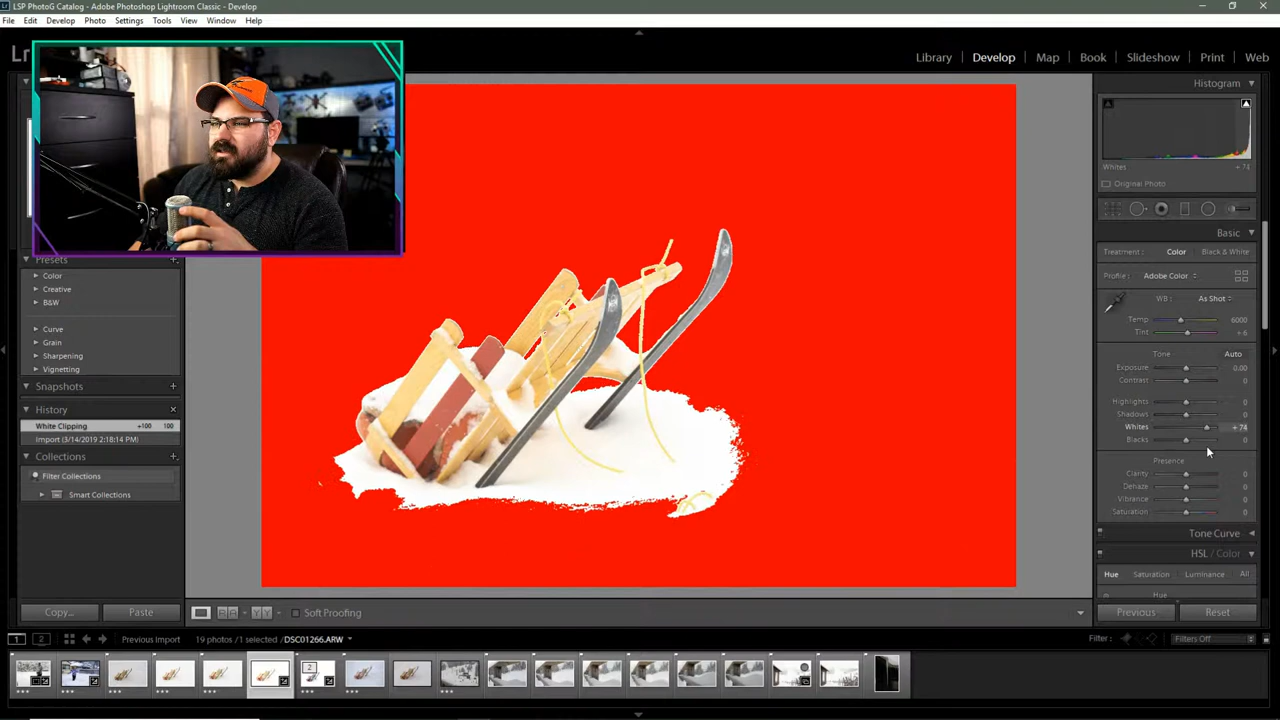 LSP PhotoG Catalog - Adobe Photoshop Lightroom Classic - Develop
File Edit Develop Photo Settings Tools View Window Help
Library | Develop | Map | Book | Slideshow | Print | Web
Histogram
Whites + 74
Original Photo
Basic
Treatment : Color Black & White
Profile : Adobe Color
WB : As Shot
Temp 6000
Tint + 6
Tone Auto
Exposure 0.00
Contrast 0
Highlights 0
Shadows 0
Whites + 74
Blacks 0
Presence
Clarity 0
Dehaze 0
Vibrance 0
Saturation 0
Tone Curve
HSL / Color
Hue Saturation Luminance All
Hue
Previous Reset
Presets
Color
Creative
B&W
Curve
Grain
Sharpening
Vignetting
Snapshots
History
White Clipping +100 100
Import (3/14/2019 2:18:14 PM)
Collections
Filter Collections
Smart Collections
Copy... Paste
Soft Proofing
1 2 Previous Import 19 photos /1 selected /DSC01266.ARW
Filter : Filters Off
2